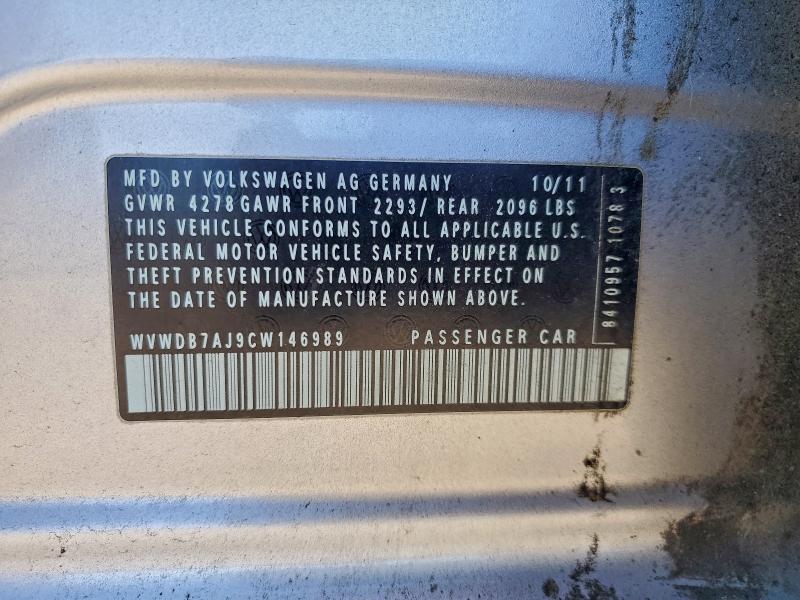 MFD BY VOLKSWAGEN AG GERMANY 10/11
GVWR 4278 GAWR FRONT 2293/ REAR 2096 LBS
THIS VEHICLE CONFORMS TO ALL APPLICABLE U.S.
FEDERAL MOTOR VEHICLE SAFETY, BUMPER AND
THEFT PREVENTION STANDARDS IN EFFECT ON
THE DATE OF MANUFACTURE SHOWN ABOVE.
WVWDB7AJ9CW146989 PASSENGER CAR
8410957 1078 3